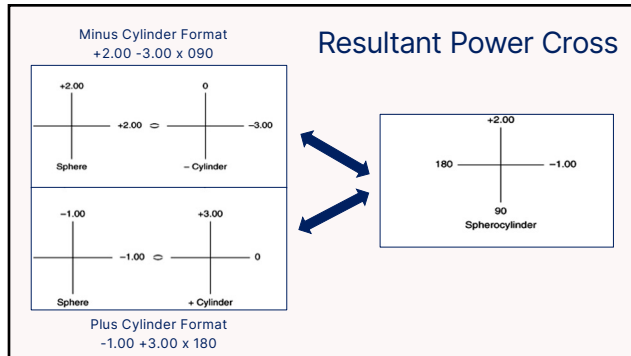 Minus Cylinder Format
+2.00 -3.00 x 090
Resultant Power Cross
+2.00
+2.00
Sphere
0
−3.00
− Cylinder
−1.00
−1.00
Sphere
+3.00
0
+ Cylinder
Plus Cylinder Format
-1.00 +3.00 x 180
+2.00
180
−1.00
90
Spherocylinder